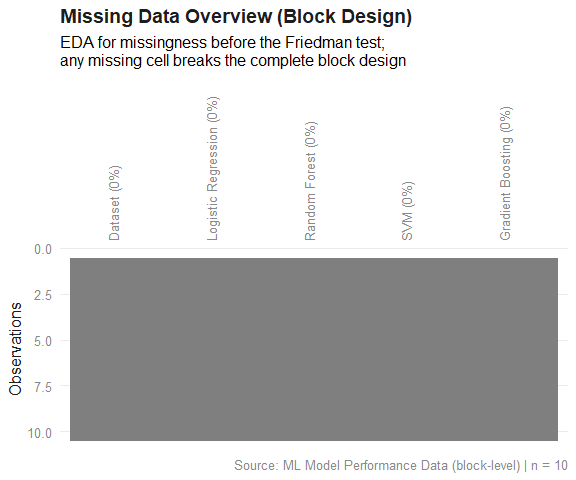 Missing Data Overview (Block Design)
EDA for missingness before the Friedman test;
any missing cell breaks the complete block design
Dataset (0%)
Logistic Regression (0%)
Random Forest (0%)
SVM (0%)
Gradient Boosting (0%)
0.0
2.5
5.0
7.5
10.0
Observations
Source: ML Model Performance Data (block-level) | n = 10